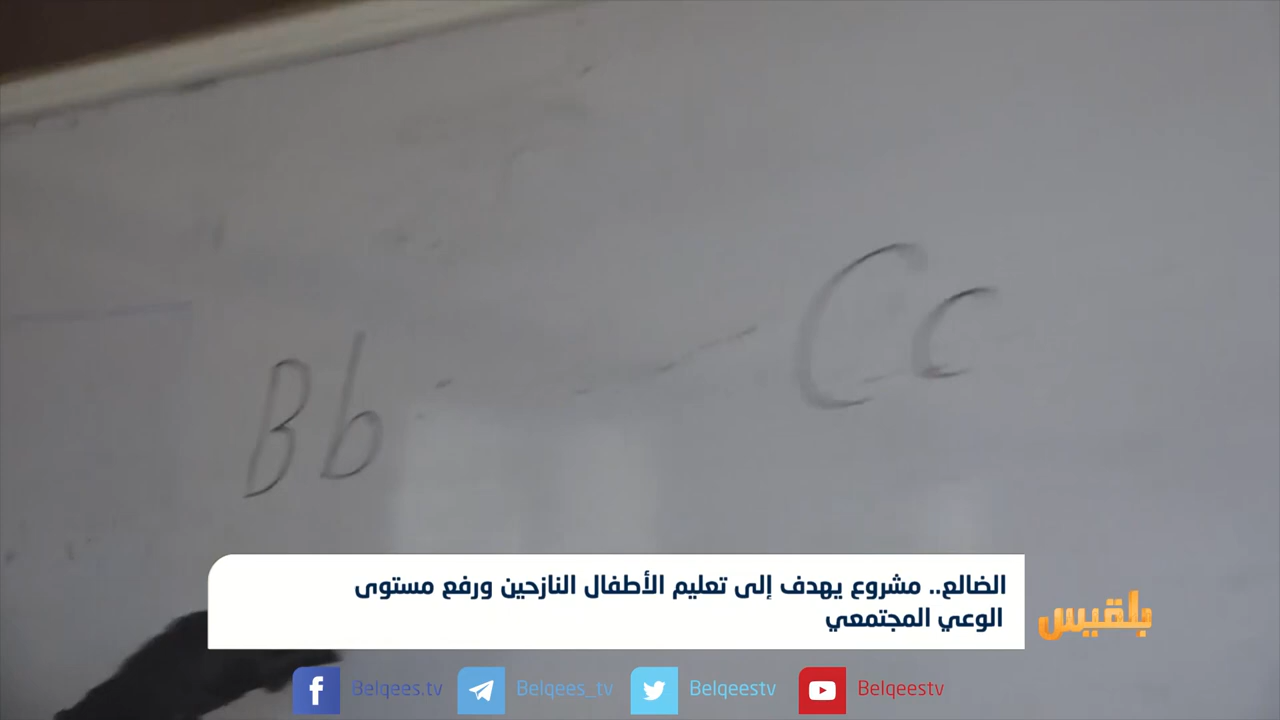 Bb - Cc
الضالع.. مشروع يهدف إلى تعليم الأطفال النازحين ورفع مستوى
الوعي المجتمعي
بلقيس
Belqees.tv
Belqees_tv
Belqeestv
Belqeestv